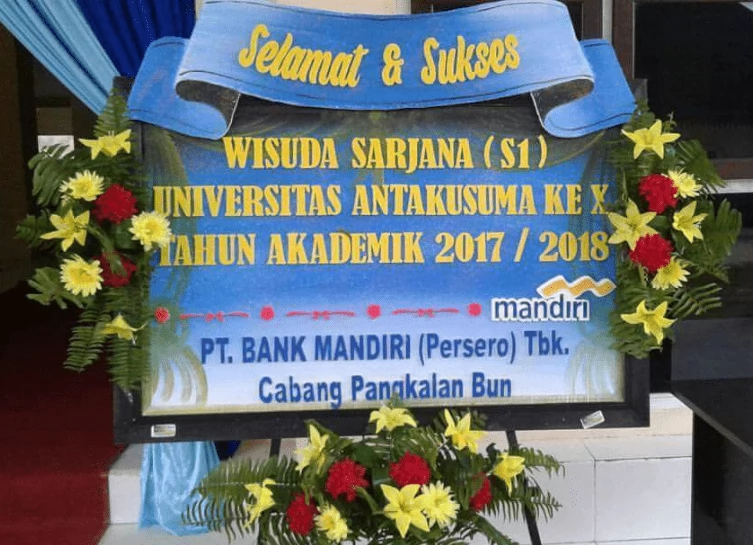 Selamat & Sukses
WISUDA SARJANA (S1)
UNIVERSITAS ANTAKUSUMA KE X
TAHUN AKADEMIK 2017 / 2018
mandiri
PT. BANK MANDIRI (Persero) Tbk.
Cabang Pangkalan Bun